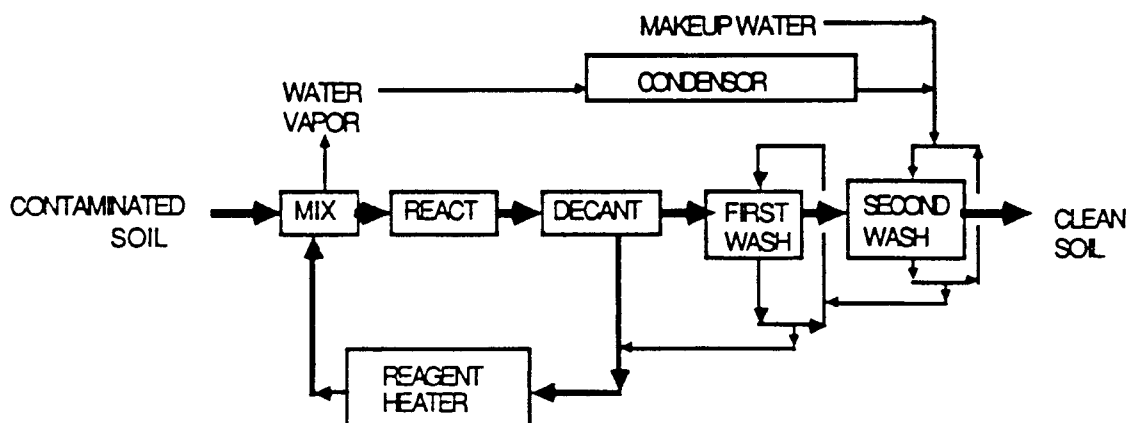 MAKEUP WATER
CONDENSOR
WATER
VAPOR
CONTAMINATED
SOIL
MIX
REACT
DECANT
FIRST
WASH
SECOND
WASH
CLEAN
SOIL
REAGENT
HEATER